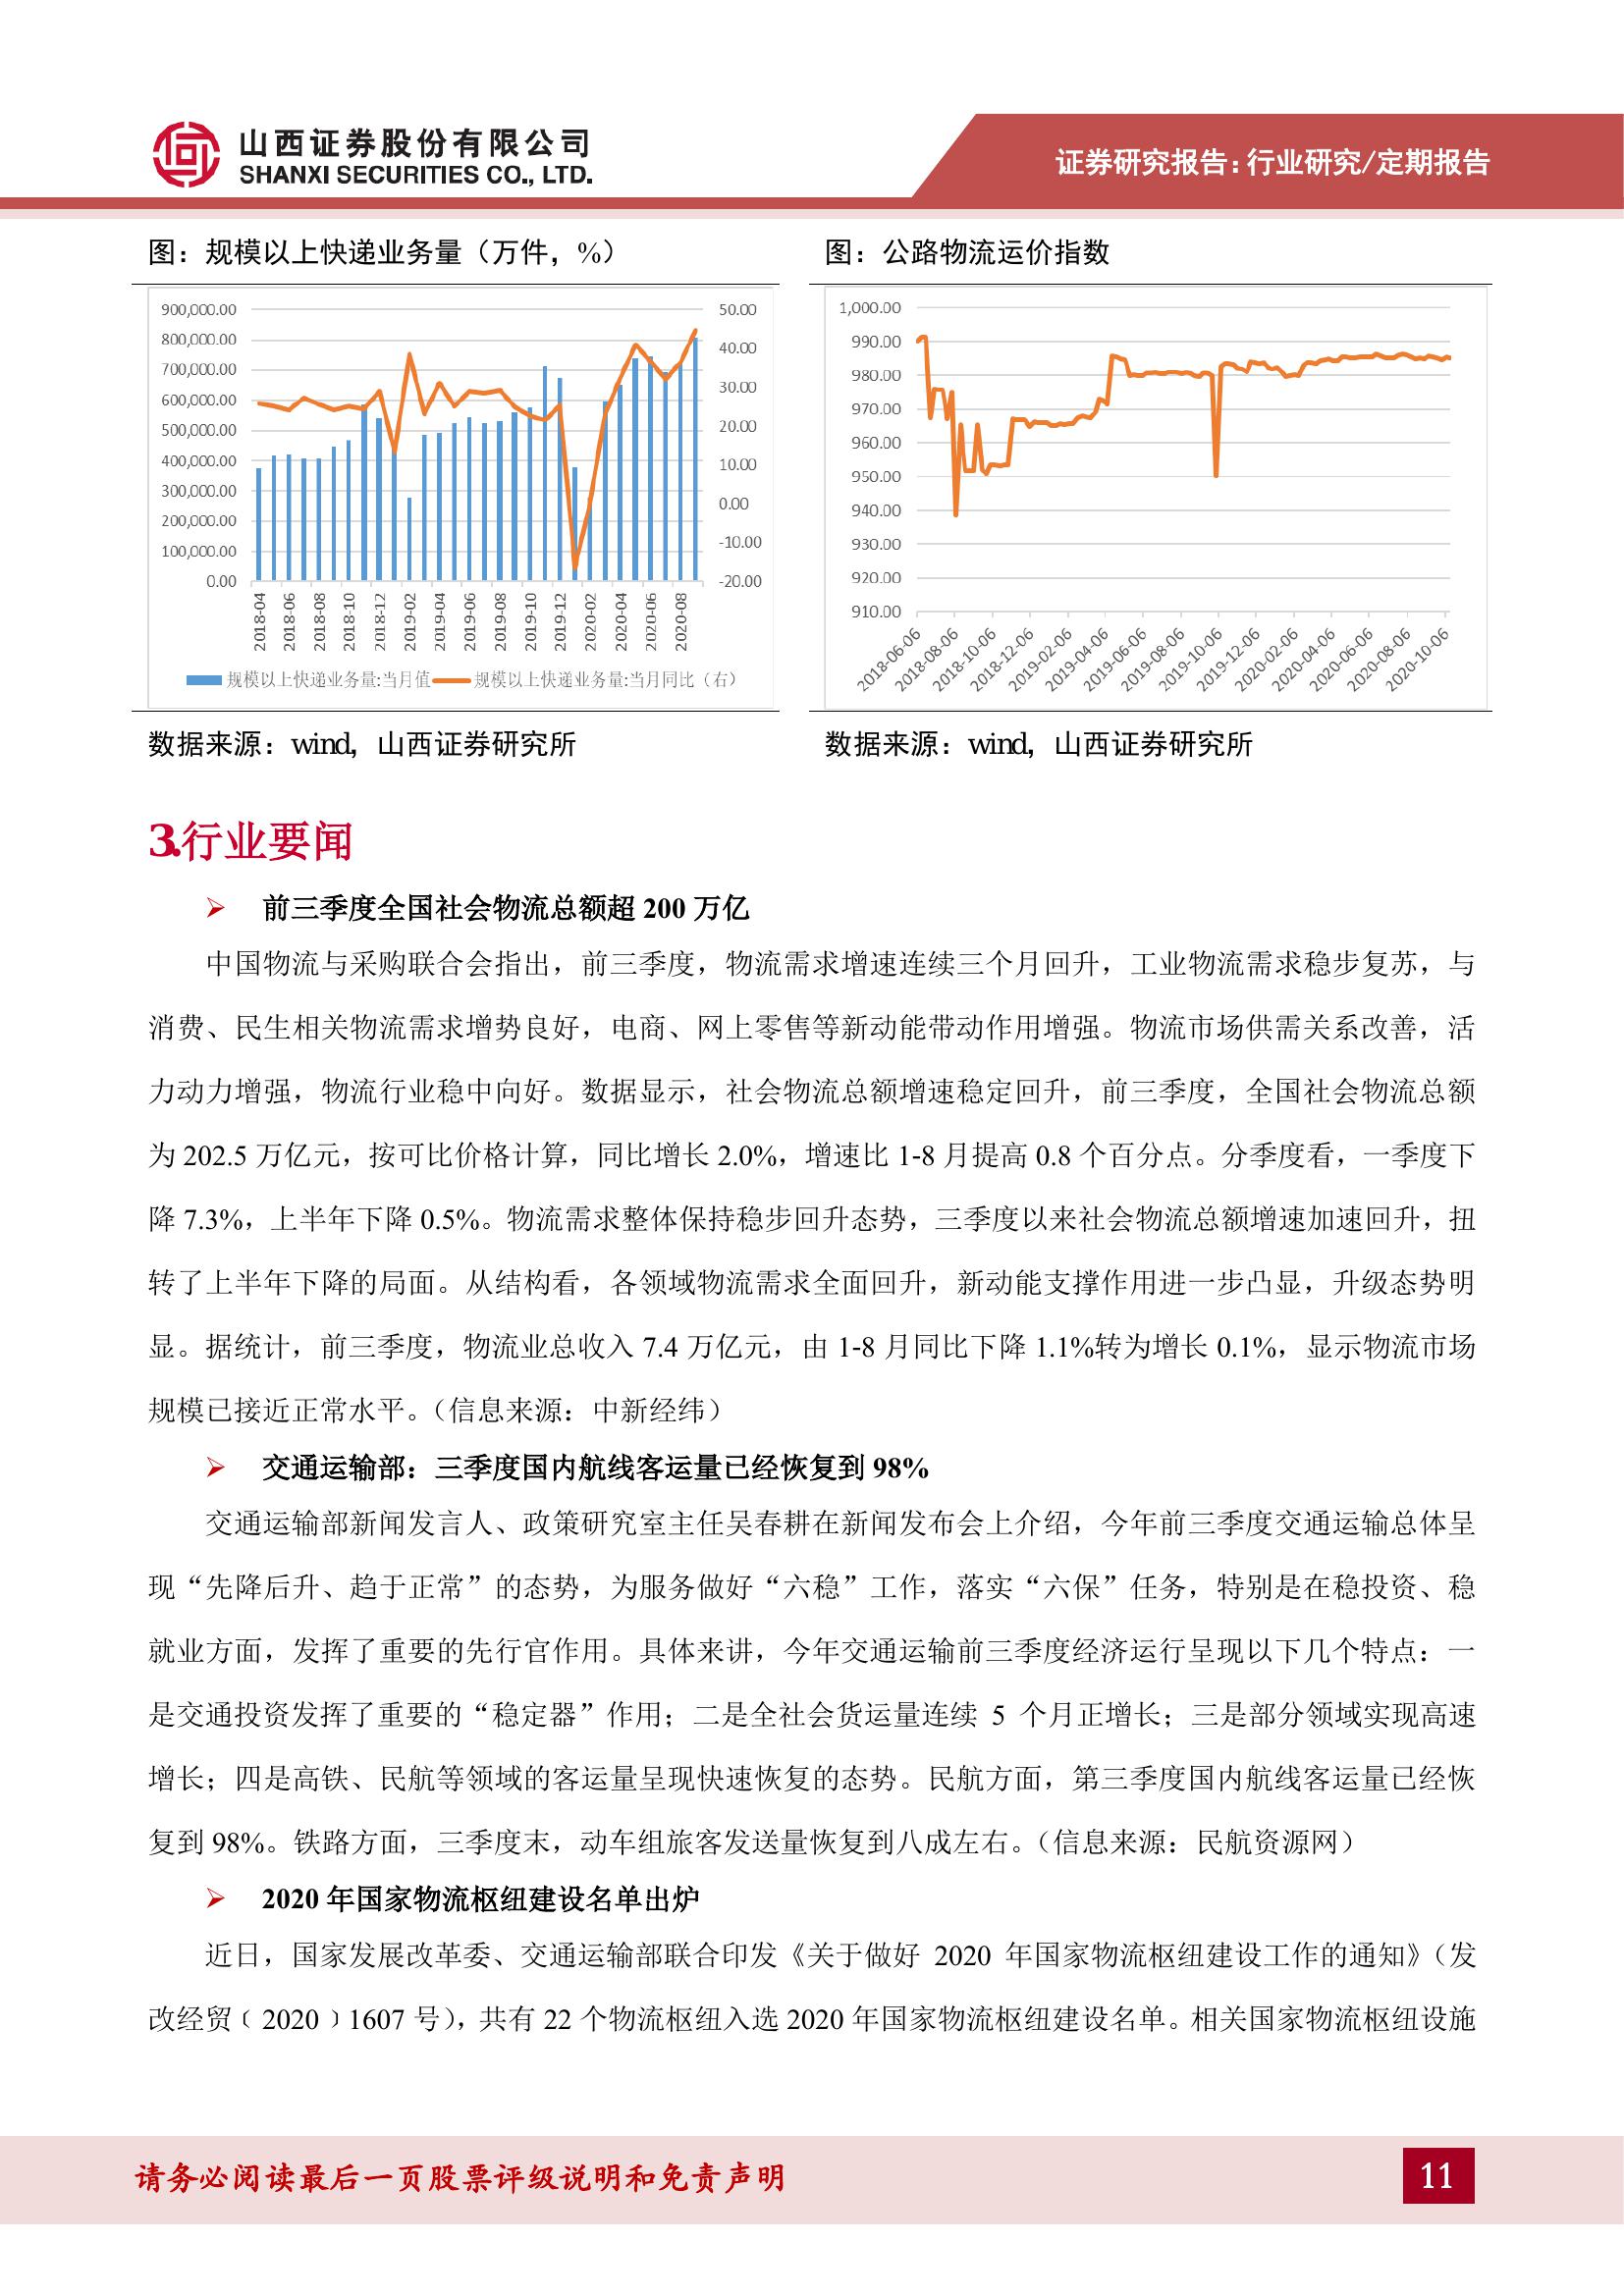 山西证券股份有限公司
SHANXI SECURITIES CO., LTD.
证券研究报告：行业研究/定期报告
图：规模以上快递业务量（万件，%）
900,000.00
800,000.00
700,000.00
600,000.00
500,000.00
400,000.00
300,000.00
200,000.00
100,000.00
0.00
50.00
40.00
30.00
20.00
10.00
0.00
-10.00
-20.00
2018-04
2018-06
2018-08
2018-10
2018-12
2019-02
2019-04
2019-06
2019-08
2019-10
2019-12
2020-02
2020-04
2020-06
2020-08
规模以上快递业务量:当月值
规模以上快递业务量:当月同比（右）
数据来源：wind，山西证券研究所
图：公路物流运价指数
1,000.00
990.00
980.00
970.00
960.00
950.00
940.00
930.00
920.00
910.00
2018-06-06
2018-08-06
2018-10-06
2018-12-06
2019-02-06
2019-04-06
2019-06-06
2019-08-06
2019-10-06
2019-12-06
2020-02-06
2020-04-06
2020-06-06
2020-08-06
2020-10-06
数据来源：wind，山西证券研究所
3.行业要闻
➢ 前三季度全国社会物流总额超 200 万亿
中国物流与采购联合会指出，前三季度，物流需求增速连续三个月回升，工业物流需求稳步复苏，与
消费、民生相关物流需求增势良好，电商、网上零售等新动能带动作用增强。物流市场供需关系改善，活
力动力增强，物流行业稳中向好。数据显示，社会物流总额增速稳定回升，前三季度，全国社会物流总额
为 202.5 万亿元，按可比价格计算，同比增长 2.0%，增速比 1-8 月提高 0.8 个百分点。分季度看，一季度下
降 7.3%，上半年下降 0.5%。物流需求整体保持稳步回升态势，三季度以来社会物流总额增速加速回升，扭
转了上半年下降的局面。从结构看，各领域物流需求全面回升，新动能支撑作用进一步凸显，升级态势明
显。据统计，前三季度，物流业总收入 7.4 万亿元，由 1-8 月同比下降 1.1%转为增长 0.1%，显示物流市场
规模已接近正常水平。（信息来源：中新经纬）
➢ 交通运输部：三季度国内航线客运量已经恢复到 98%
交通运输部新闻发言人、政策研究室主任吴春耕在新闻发布会上介绍，今年前三季度交通运输总体呈
现“先降后升、趋于正常”的态势，为服务做好“六稳”工作，落实“六保”任务，特别是在稳投资、稳
就业方面，发挥了重要的先行官作用。具体来讲，今年交通运输前三季度经济运行呈现以下几个特点：一
是交通投资发挥了重要的“稳定器”作用；二是全社会货运量连续 5 个月正增长；三是部分领域实现高速
增长；四是高铁、民航等领域的客运量呈现快速恢复的态势。民航方面，第三季度国内航线客运量已经恢
复到 98%。铁路方面，三季度末，动车组旅客发送量恢复到八成左右。（信息来源：民航资源网）
➢ 2020 年国家物流枢纽建设名单出炉
近日，国家发展改革委、交通运输部联合印发《关于做好 2020 年国家物流枢纽建设工作的通知》（发
改经贸﹝2020﹞1607 号），共有 22 个物流枢纽入选 2020 年国家物流枢纽建设名单。相关国家物流枢纽设施
请务必阅读最后一页股票评级说明和免责声明
11